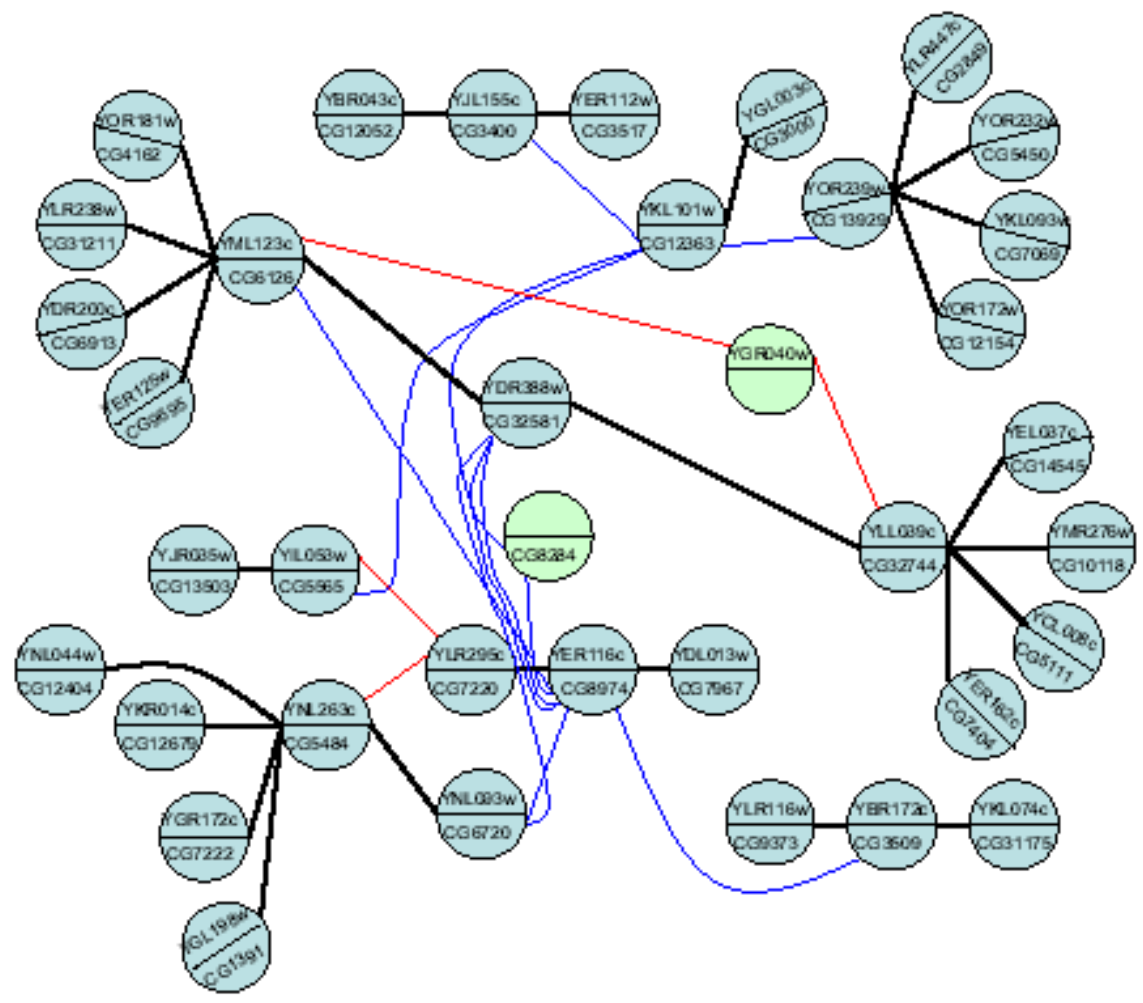 YLR447c
CG2849
YBR043c
CG12052
YJL155c
CG3400
YER112w
CG3517
YGL003c
CG3000
YOR181w
CG4162
YOR232w
CG5450
YOR239w
CG13929
YLR238w
CG31211
YML123c
CG6126
YKL101w
CG12363
YKL093w
CG7069
YDR200c
CG6913
YOR172w
CG12154
YER125w
CG9695
YGR040w
YDR388w
CG32581
YEL037c
CG14545
CG8284
YLL039c
CG32744
YMR276w
CG10118
YJR035w
CG13503
YIL053w
CG5565
YCL008c
CG5111
YNL044w
CG12404
YLR295c
CG7220
YER116c
CG8974
YDL013w
CG7967
YER162c
CG7404
YKR014c
CG12679
YNL263c
CG5484
YNL093w
CG6720
YGR172c
CG7222
YLR116w
CG9373
YBR172c
CG3509
YKL074c
CG31175
YGL198w
CG1391